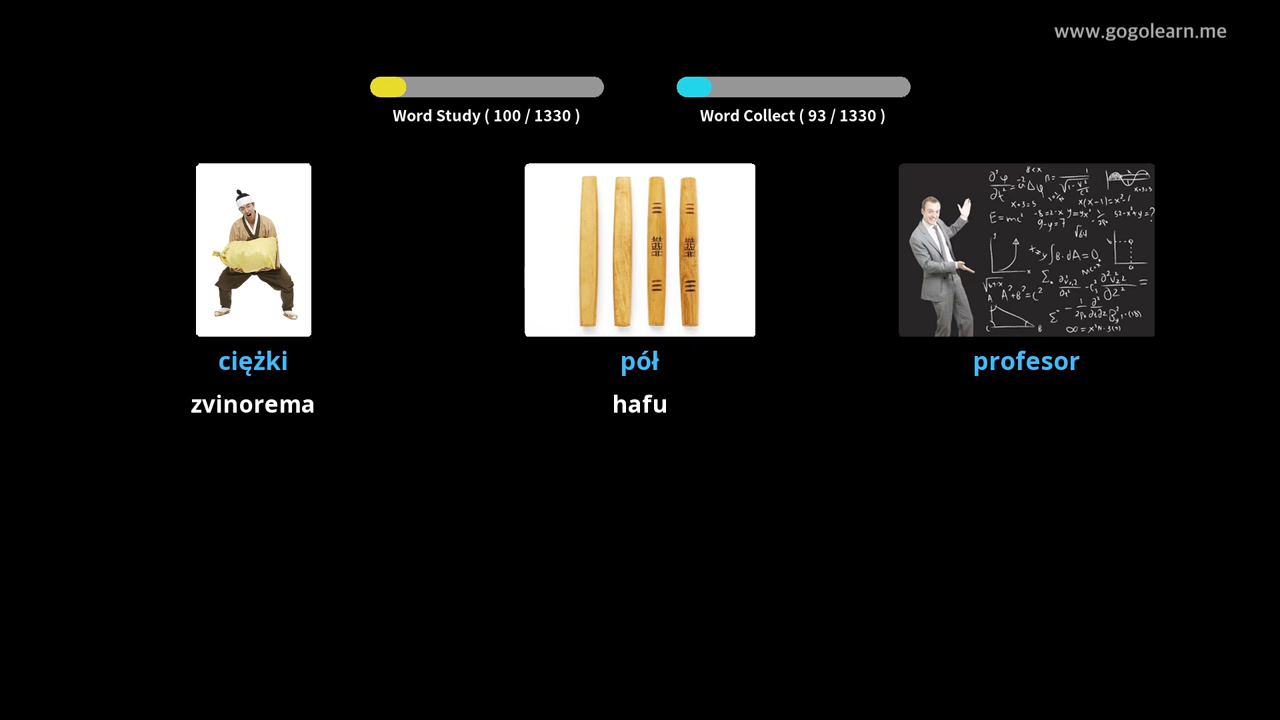 www.gogolearn.me
Word Study ( 100 / 1330 )
Word Collect ( 93 / 1330 )
ciężki
pół
profesor
zvinorema
hafu